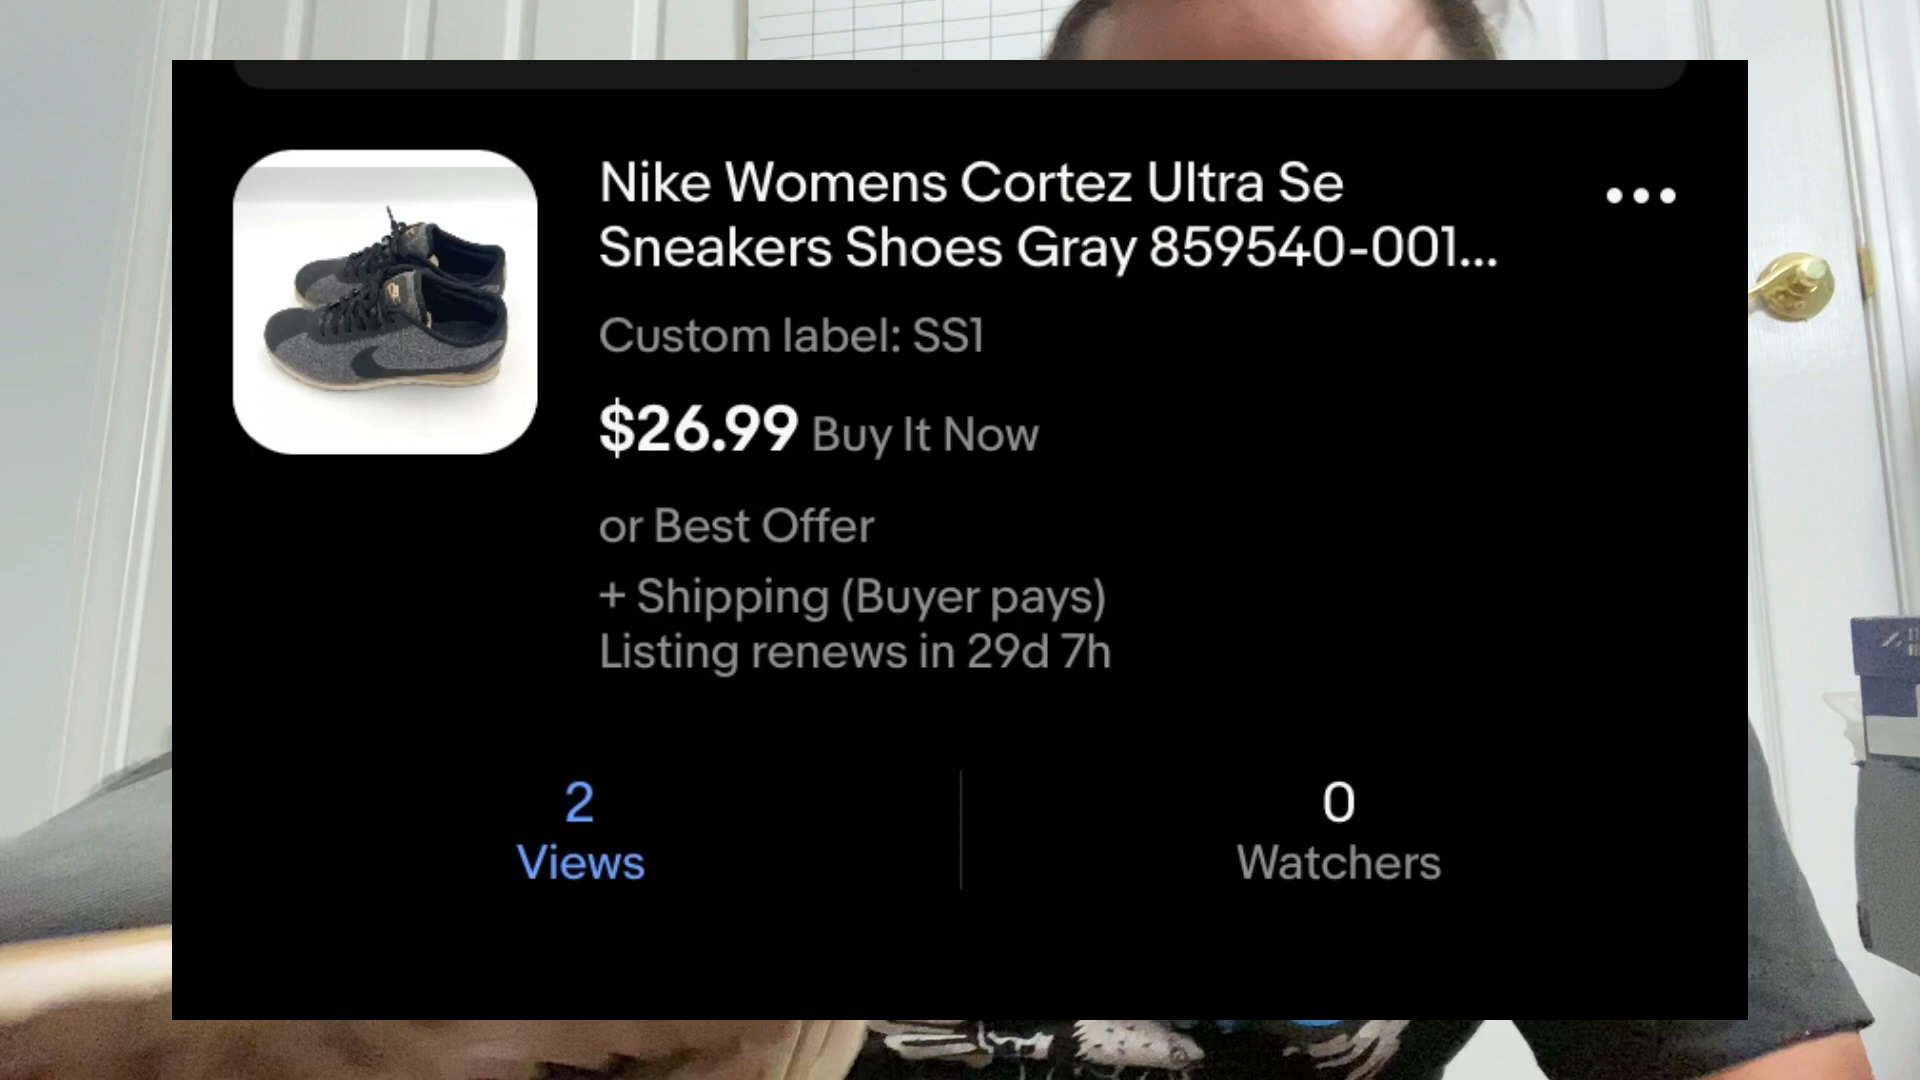 Nike Womens Cortez Ultra Se
Sneakers Shoes Gray 859540-001...
Custom label: SS1
$26.99 Buy It Now
or Best Offer
+ Shipping (Buyer pays)
Listing renews in 29d 7h
2
Views
0
Watchers